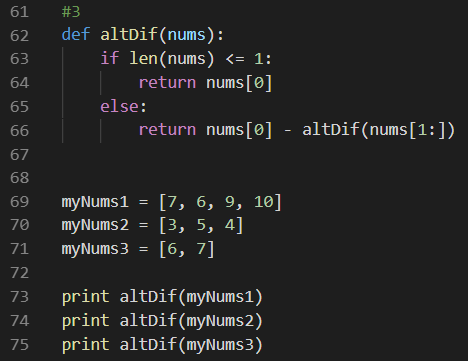 61 #3
62 def altDif(nums):
63     if len(nums) <= 1:
64         return nums[0]
65     else:
66         return nums[0] - altDif(nums[1:])
67
68
69 myNums1 = [7, 6, 9, 10]
70 myNums2 = [3, 5, 4]
71 myNums3 = [6, 7]
72
73 print altDif(myNums1)
74 print altDif(myNums2)
75 print altDif(myNums3)